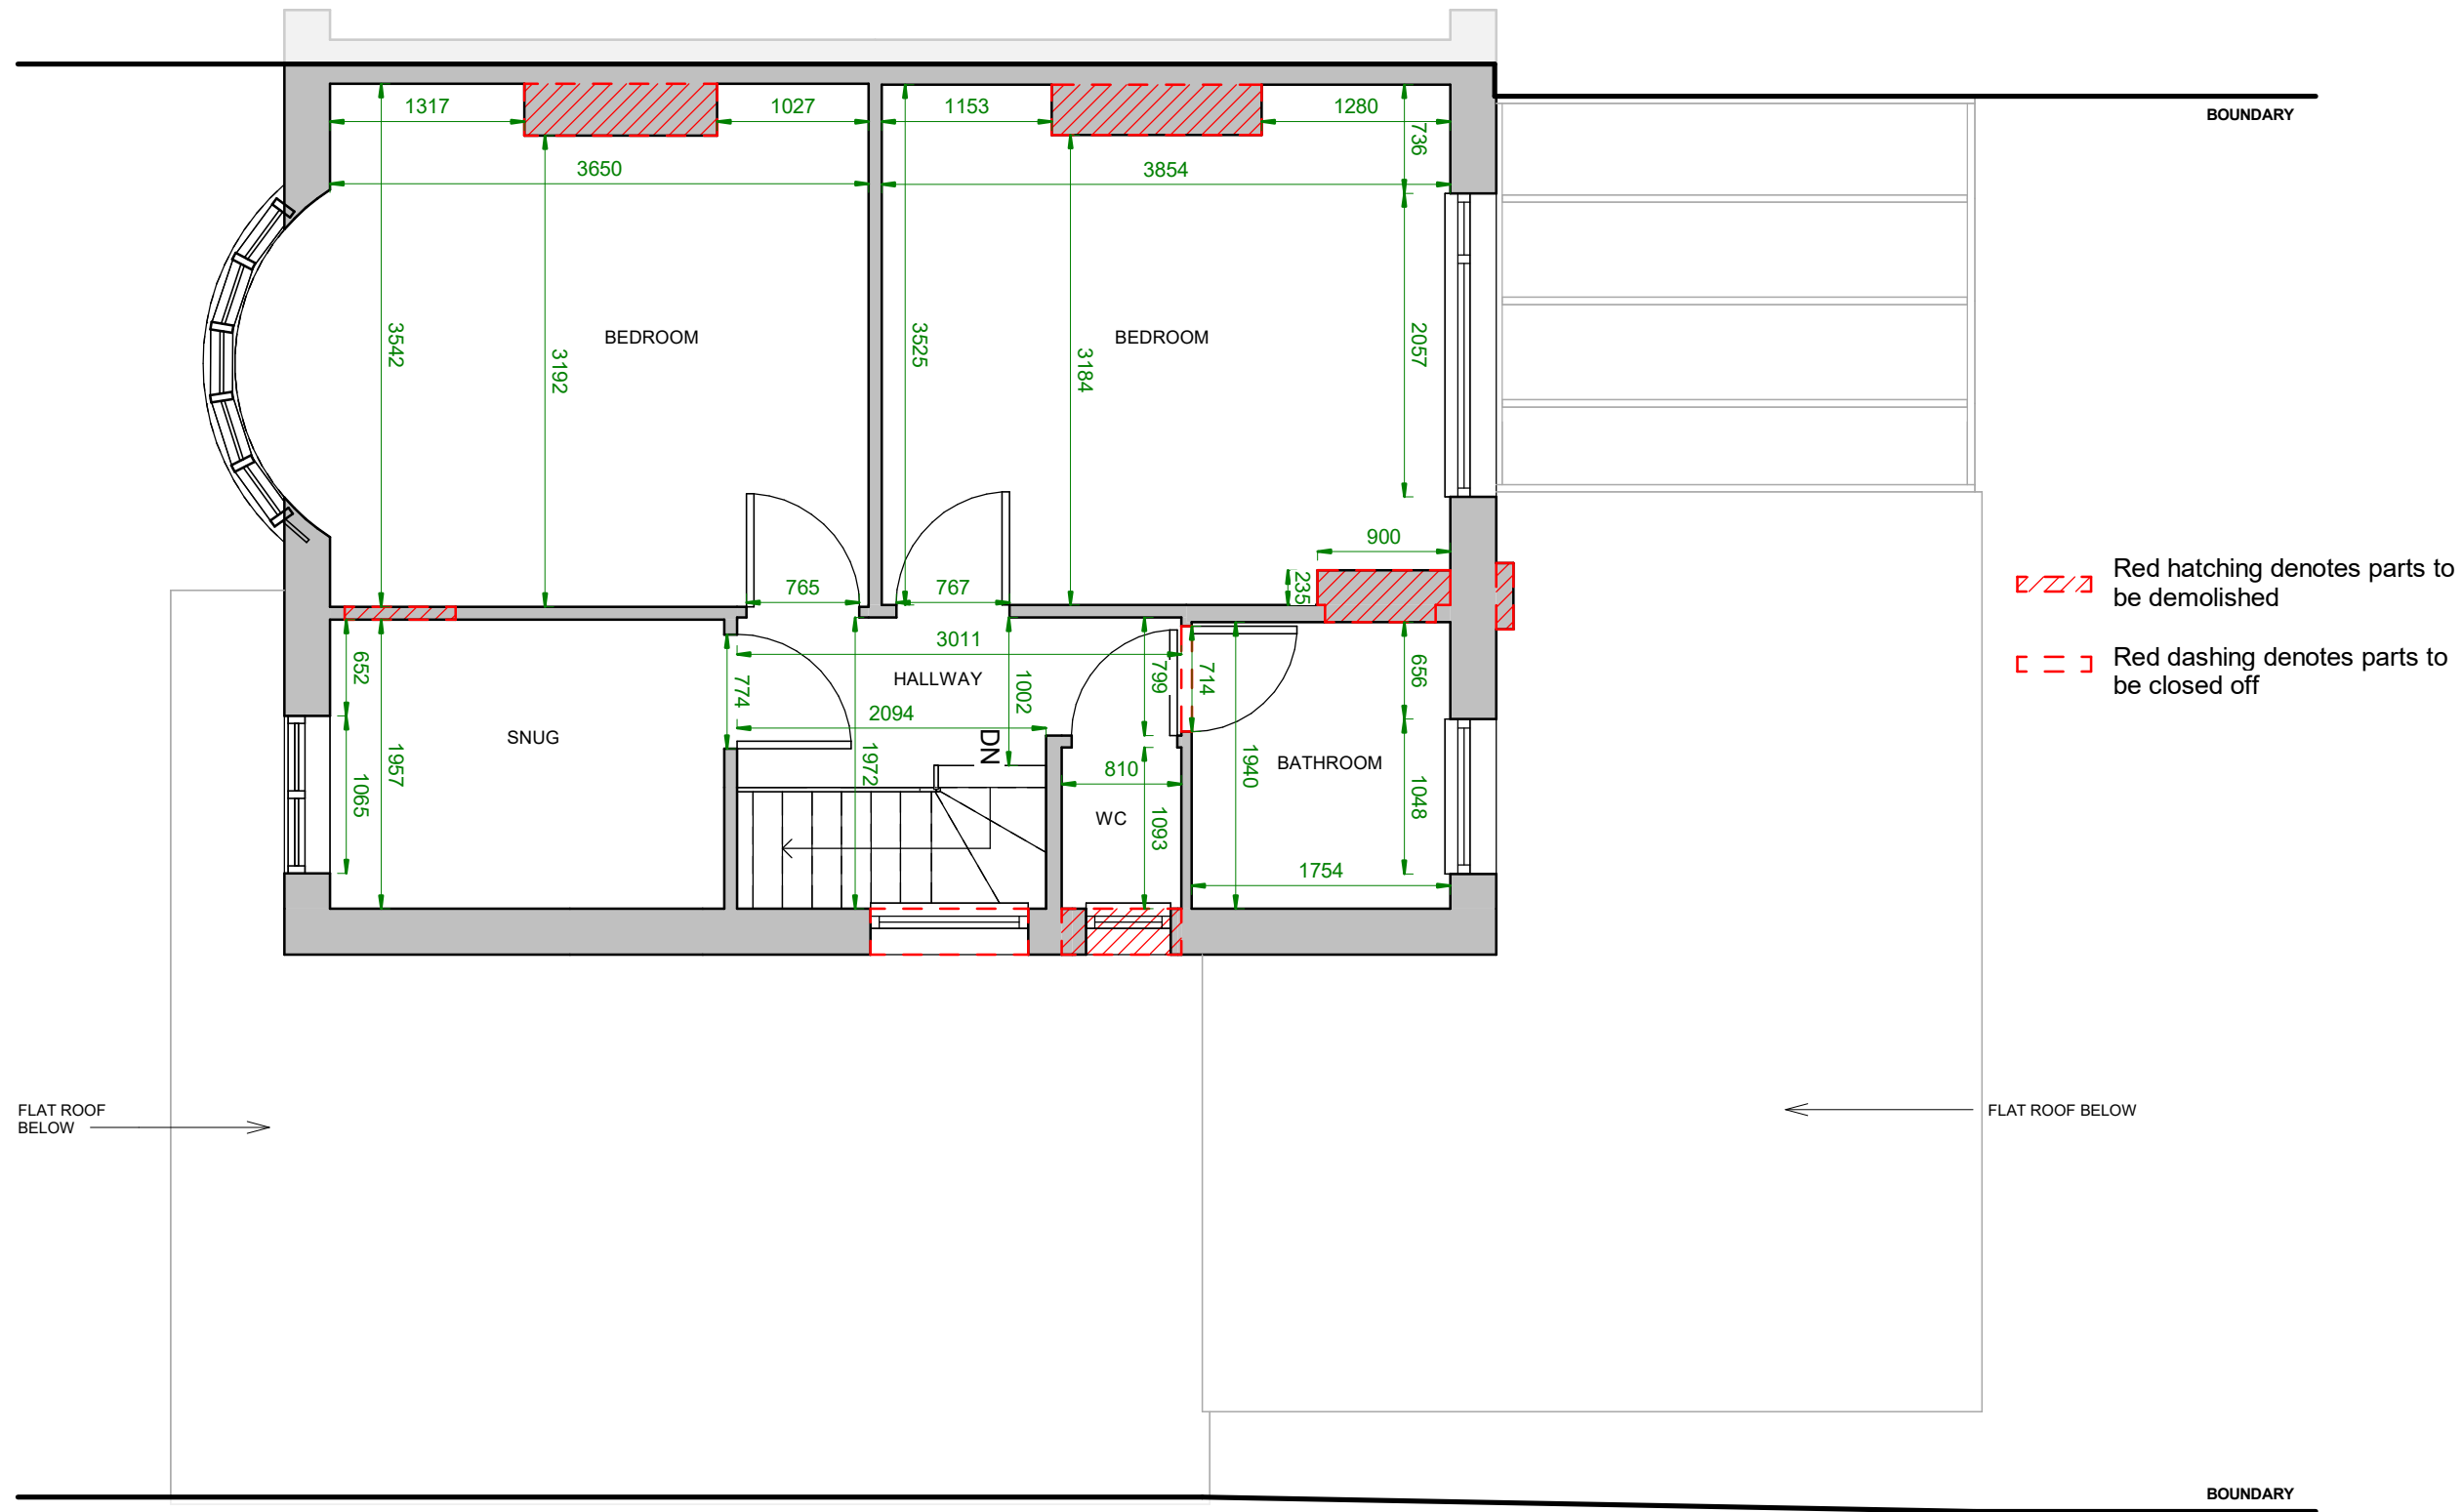 BOUNDARY
1317
1027
1153
1280
736
3650
3854
3542
3192
BEDROOM
3525
3184
BEDROOM
2057
900
235
765
767
Red hatching denotes parts to
be demolished
Red dashing denotes parts to
be closed off
652
1065
1957
SNUG
774
3011
HALLWAY
1002
2094
DN
1972
799
714
810
WC
1093
1940
BATHROOM
656
1048
1754
FLAT ROOF
BELOW
FLAT ROOF BELOW
BOUNDARY